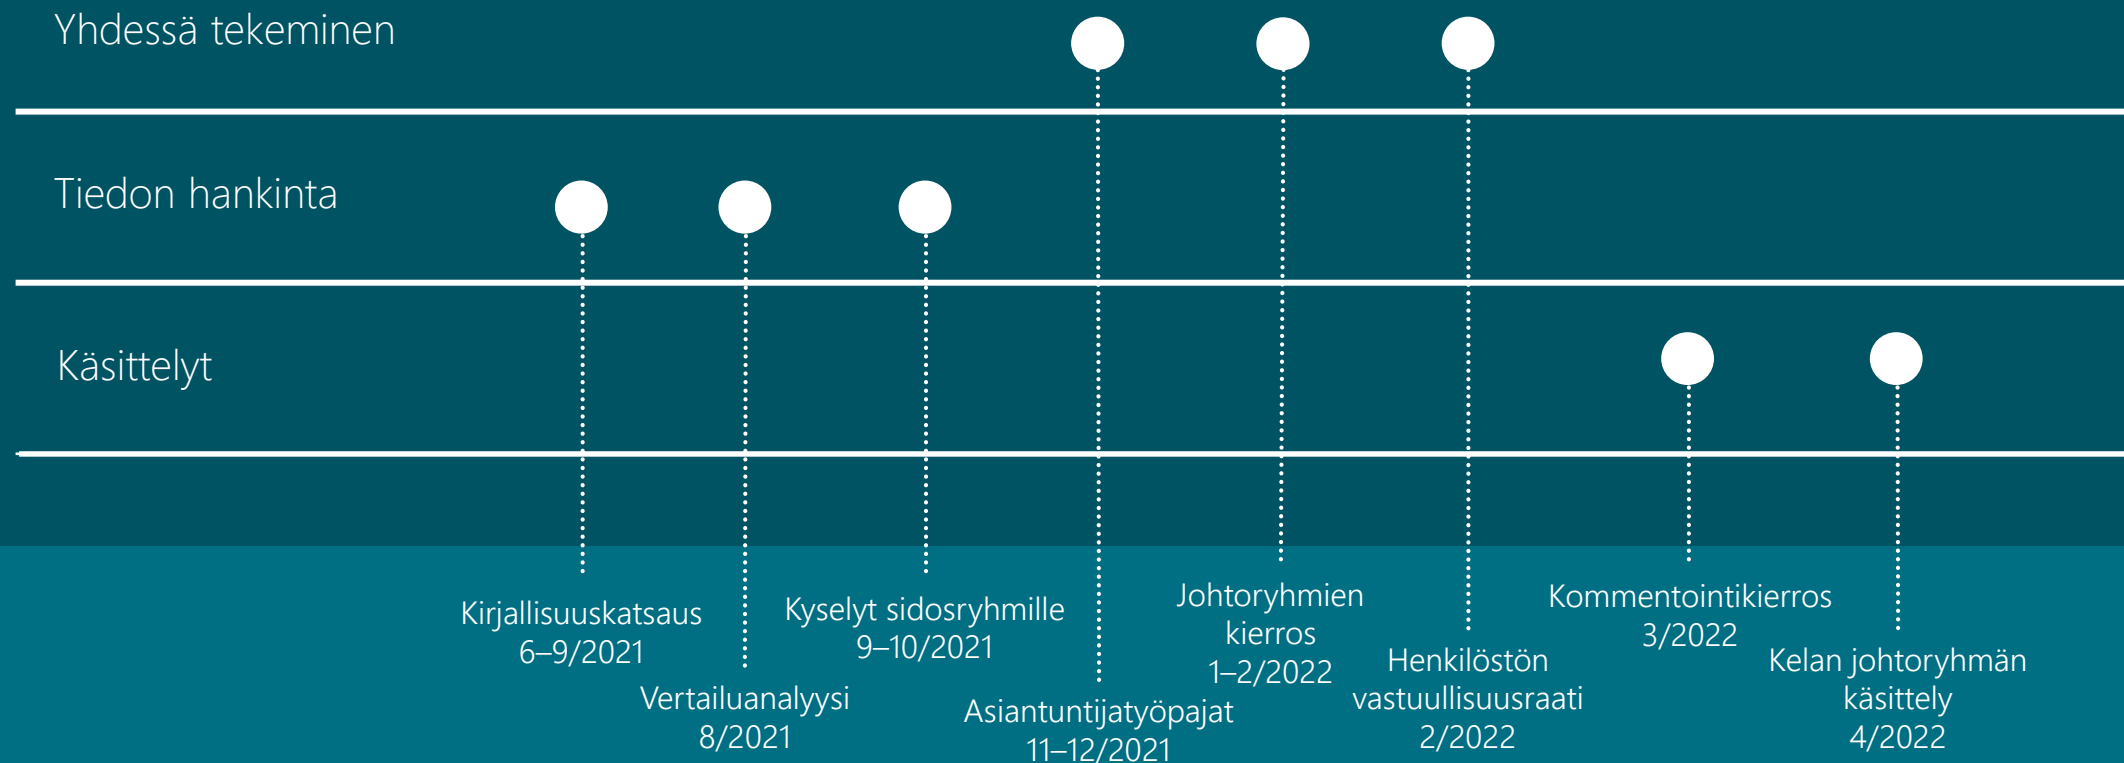 Yhdessä tekeminen
Tiedon hankinta
Käsittelyt
Kirjallisuuskatsaus
6–9/2021
Vertailuanalyysi
8/2021
Kyselyt sidosryhmille
9–10/2021
Asiantuntijatyöpajat
11–12/2021
Johtoryhmien
kierros
1–2/2022
Henkilöstön
vastuullisuusraati
2/2022
Kommentointikierros
3/2022
Kelan johtoryhmän
käsittely
4/2022